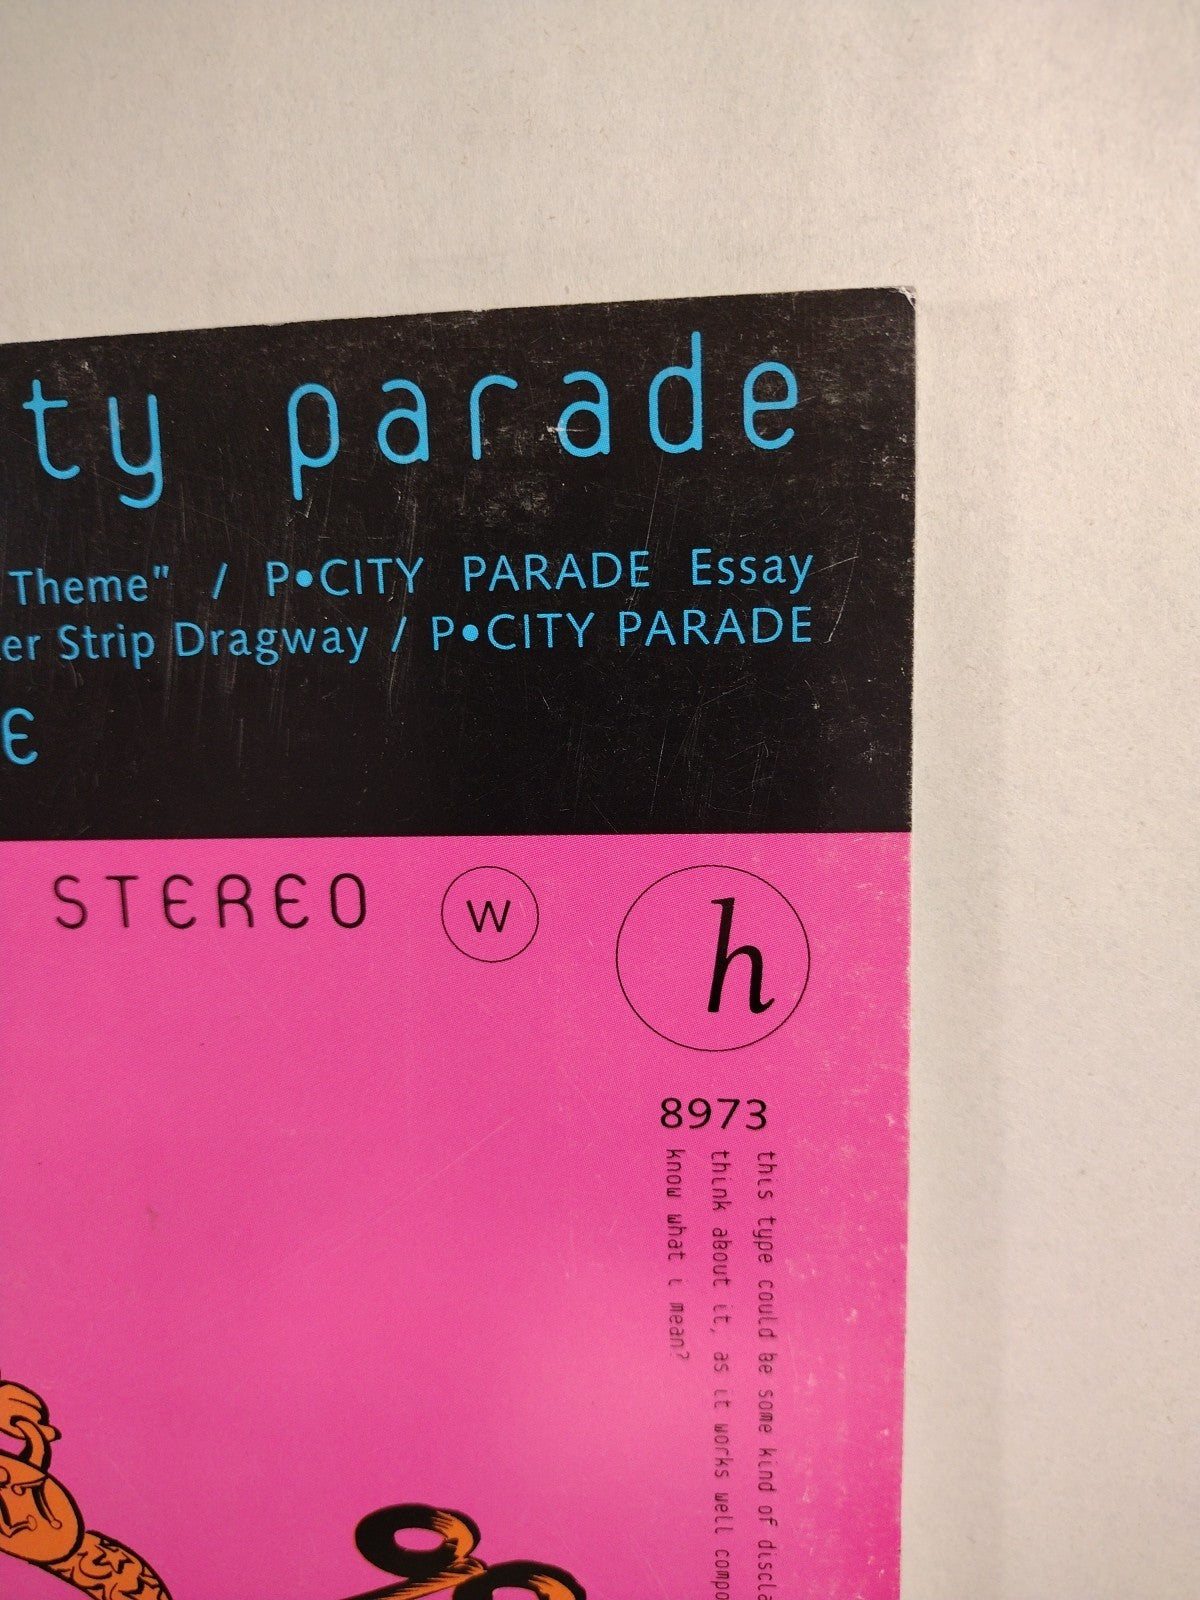 ty parade
Theme" / P•CITY PARADE Essay
er Strip Dragway / P•CITY PARADE
E
STEREO W h
8973
this type could be some kind of discla
think about it, as it works well compo
know what i mean?